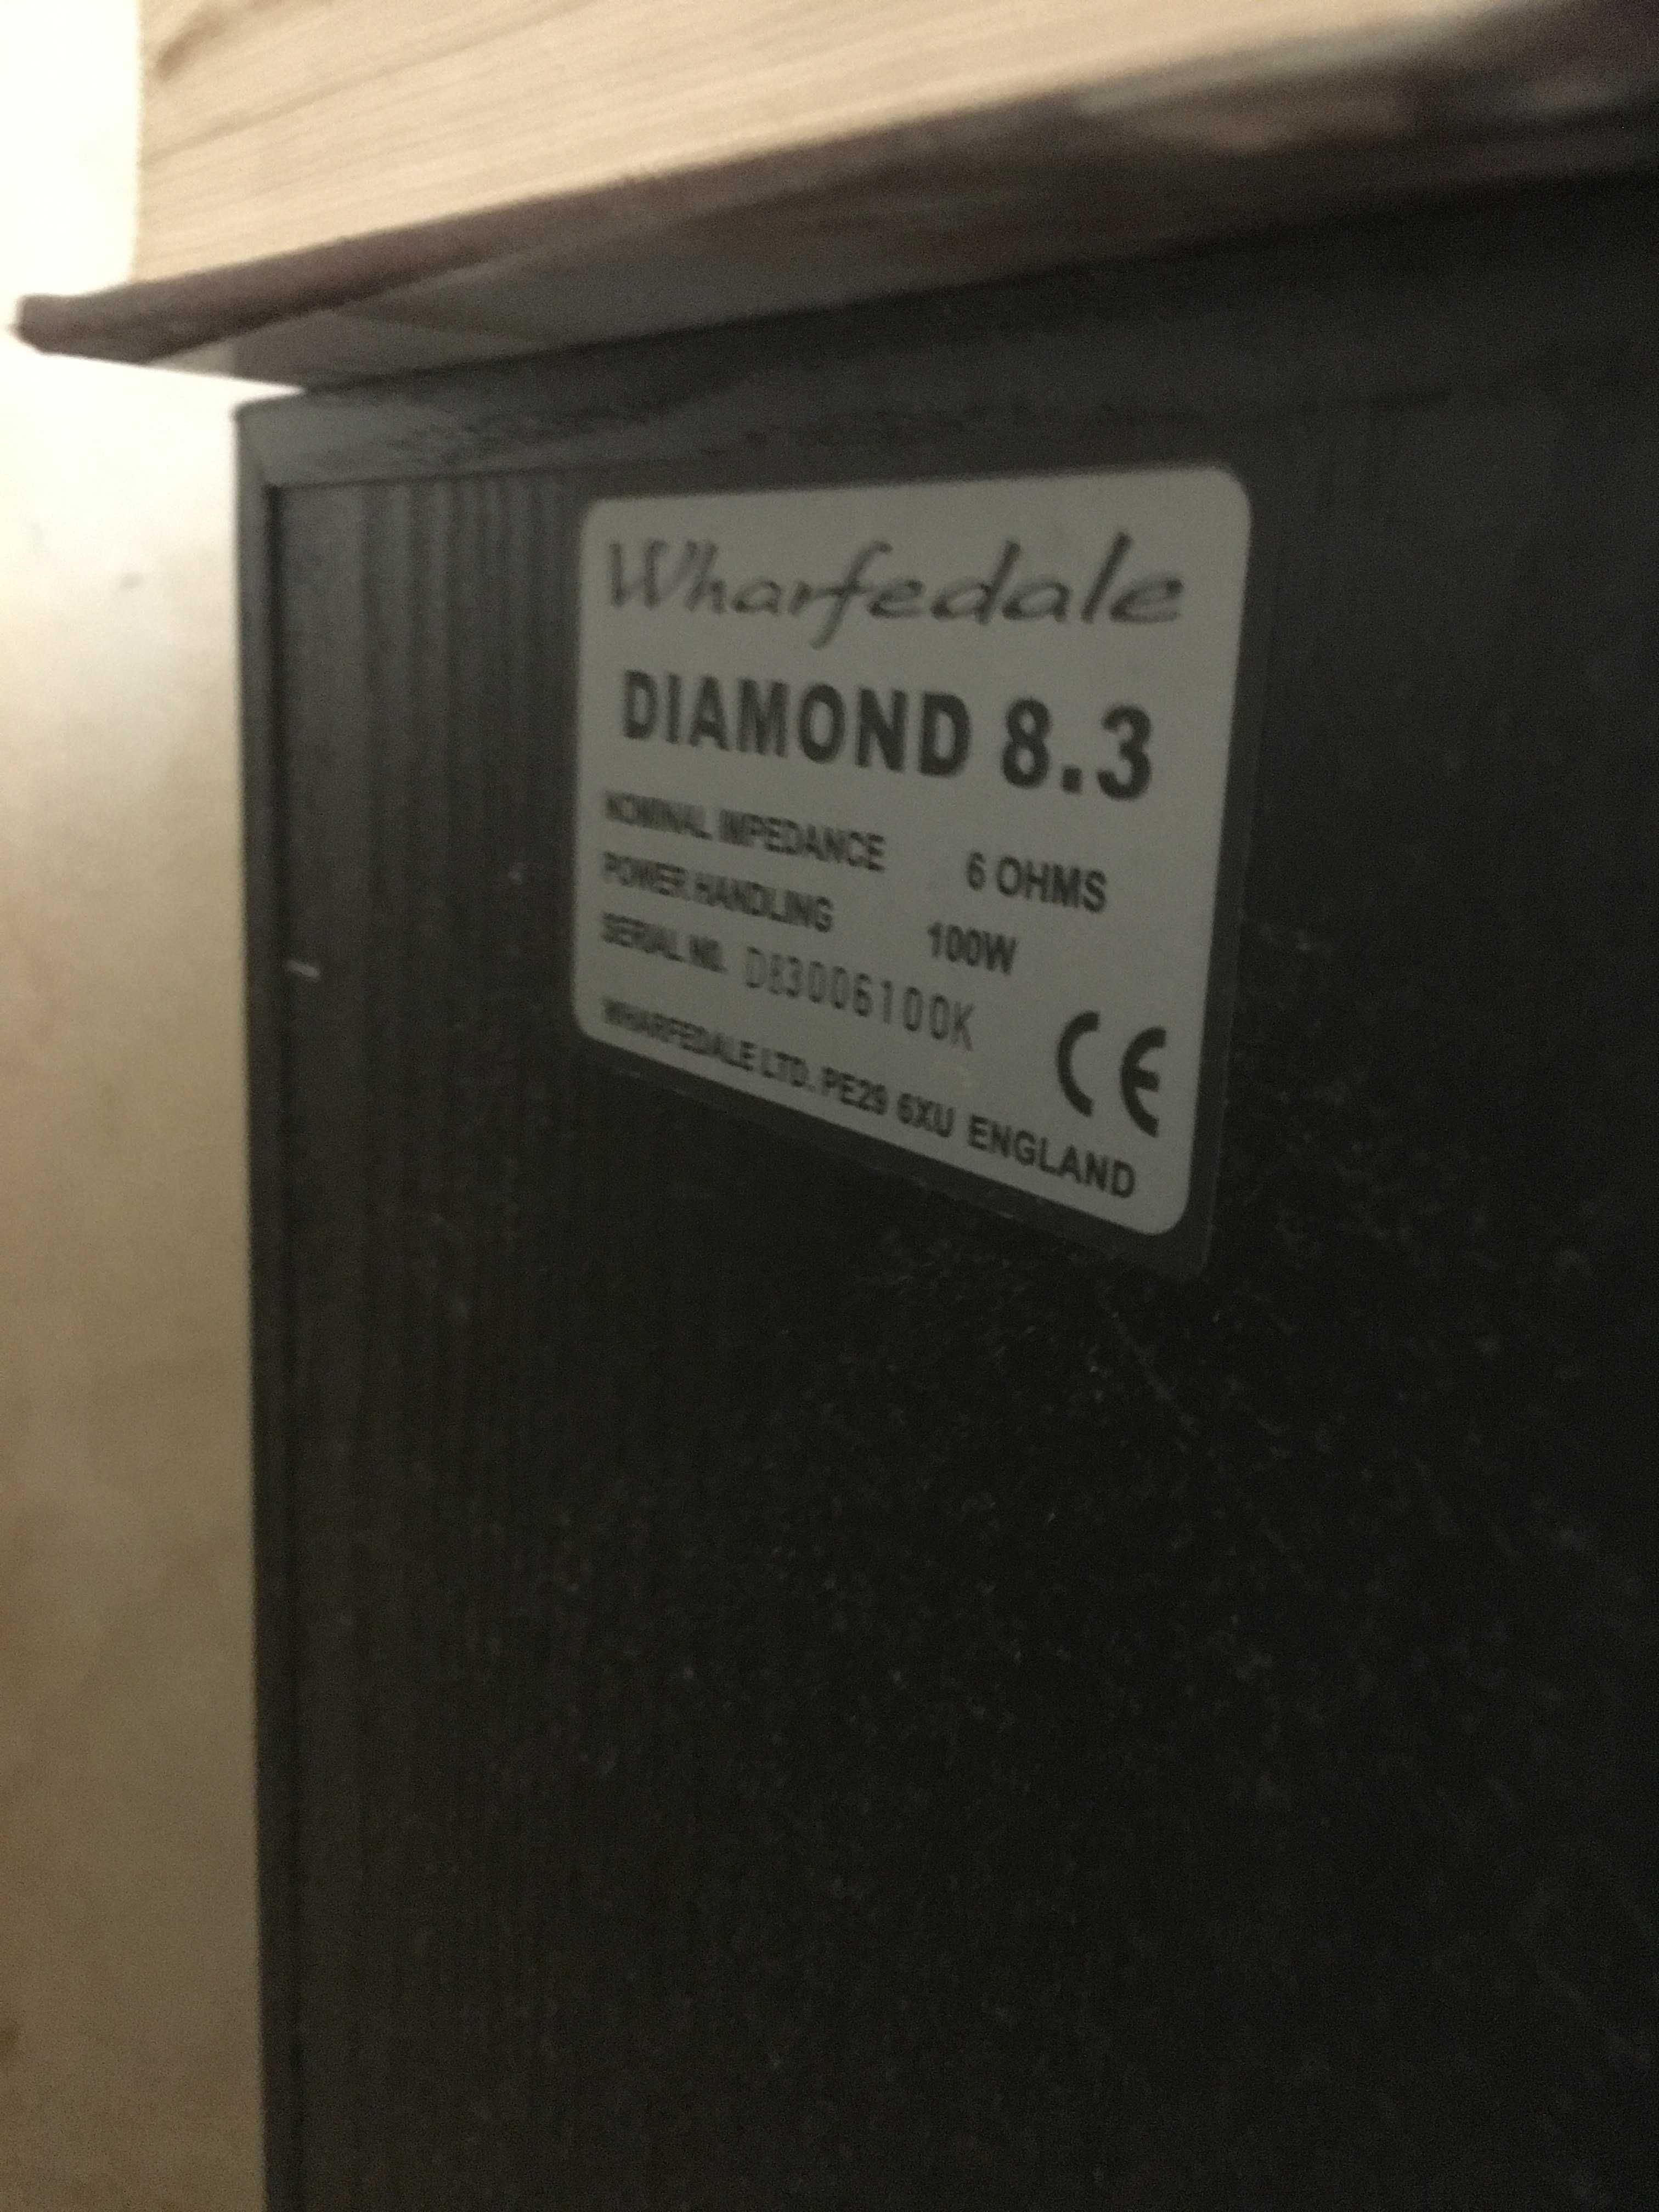 Wharfedale
DIAMOND 8.3
NOMINAL IMPEDANCE 6 OHMS
POWER HANDLING 100W
SERIAL NO. D83006100K
CE
WHARFEDALE LTD. PE29 6XU ENGLAND